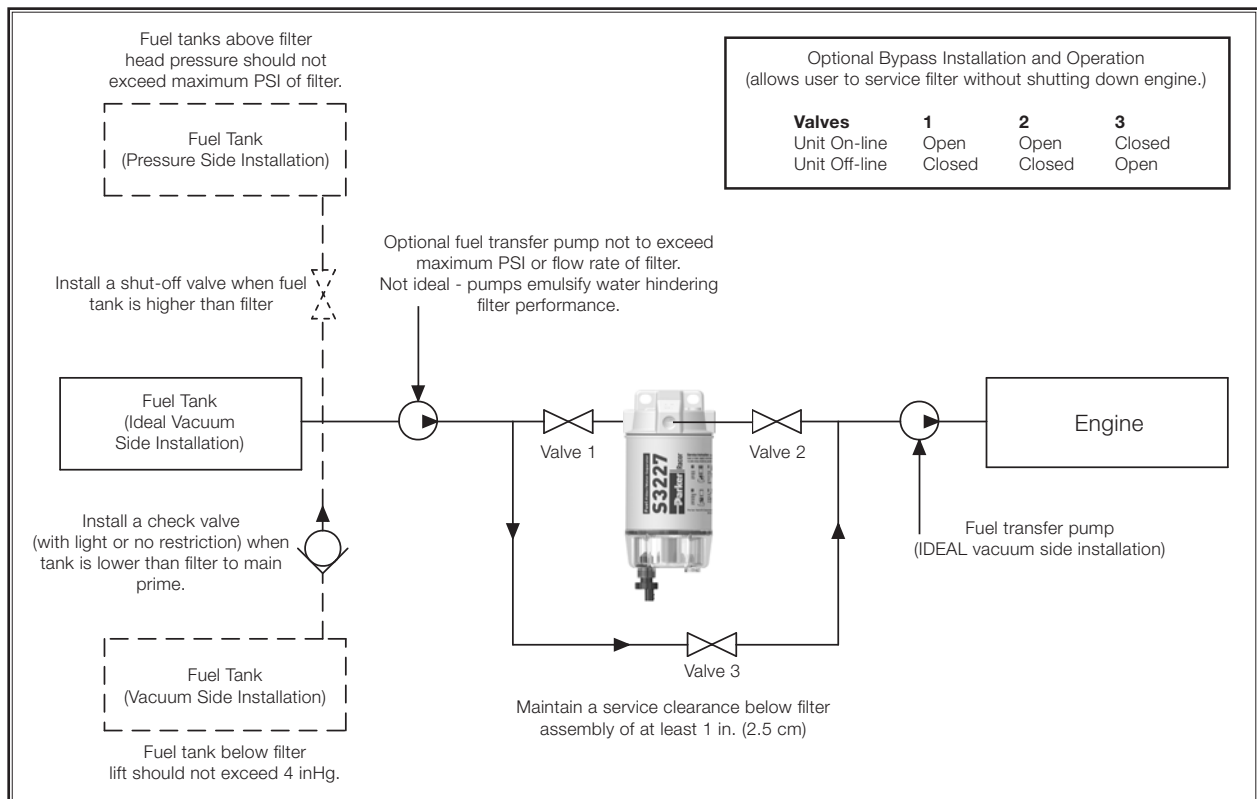 Fuel tanks above filter
head pressure should not
exceed maximum PSI of filter.
Fuel Tank
(Pressure Side Installation)
Optional Bypass Installation and Operation
(allows user to service filter without shutting down engine.)
Valves 1 2 3
Unit On-line Open Open Closed
Unit Off-line Closed Closed Open
Install a shut-off valve when fuel
tank is higher than filter
Optional fuel transfer pump not to exceed
maximum PSI or flow rate of filter.
Not ideal - pumps emulsify water hindering
filter performance.
Fuel Tank
(Ideal Vacuum
Side Installation)
Valve 1
S3227
Parker
Racor
Valve 2
Engine
Install a check valve
(with light or no restriction) when
tank is lower than filter to main
prime.
Fuel transfer pump
(IDEAL vacuum side installation)
Fuel Tank
(Vacuum Side Installation)
Valve 3
Maintain a service clearance below filter
assembly of at least 1 in. (2.5 cm)
Fuel tank below filter
lift should not exceed 4 inHg.